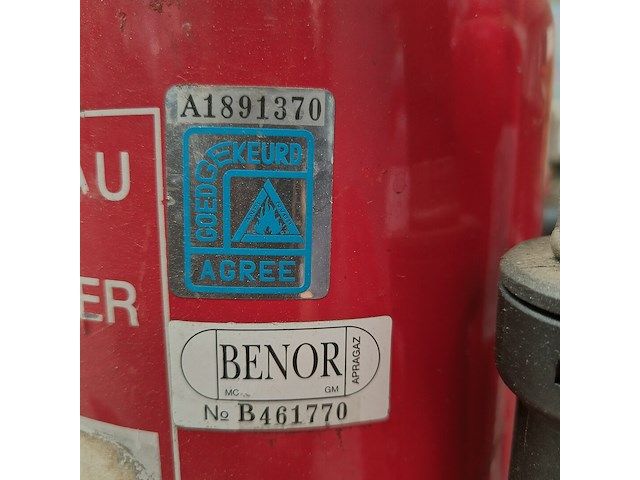 A1891370
GOEDGEKEURD
AGREE
AU
ER
BENOR
APRAGAZ
MC
GM
No B461770